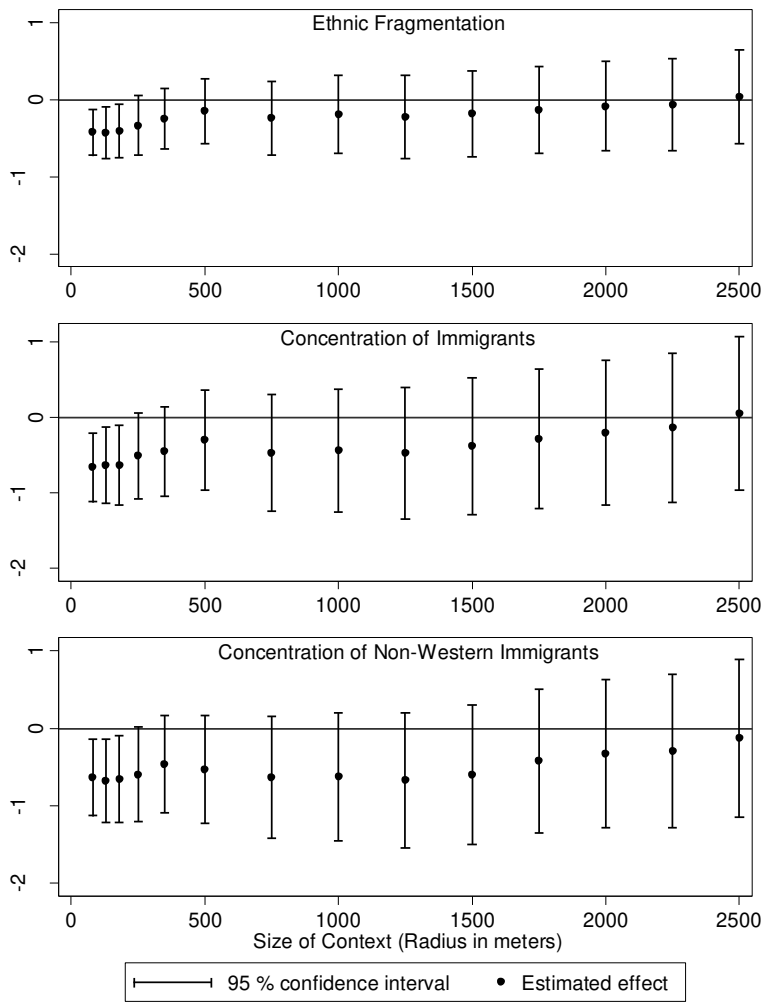 Ethnic Fragmentation
1
0
-1
-2
0 500 1000 1500 2000 2500
Concentration of Immigrants
1
0
-1
-2
0 500 1000 1500 2000 2500
Concentration of Non-Western Immigrants
1
0
-1
-2
0 500 1000 1500 2000 2500
Size of Context (Radius in meters)
95 % confidence interval Estimated effect